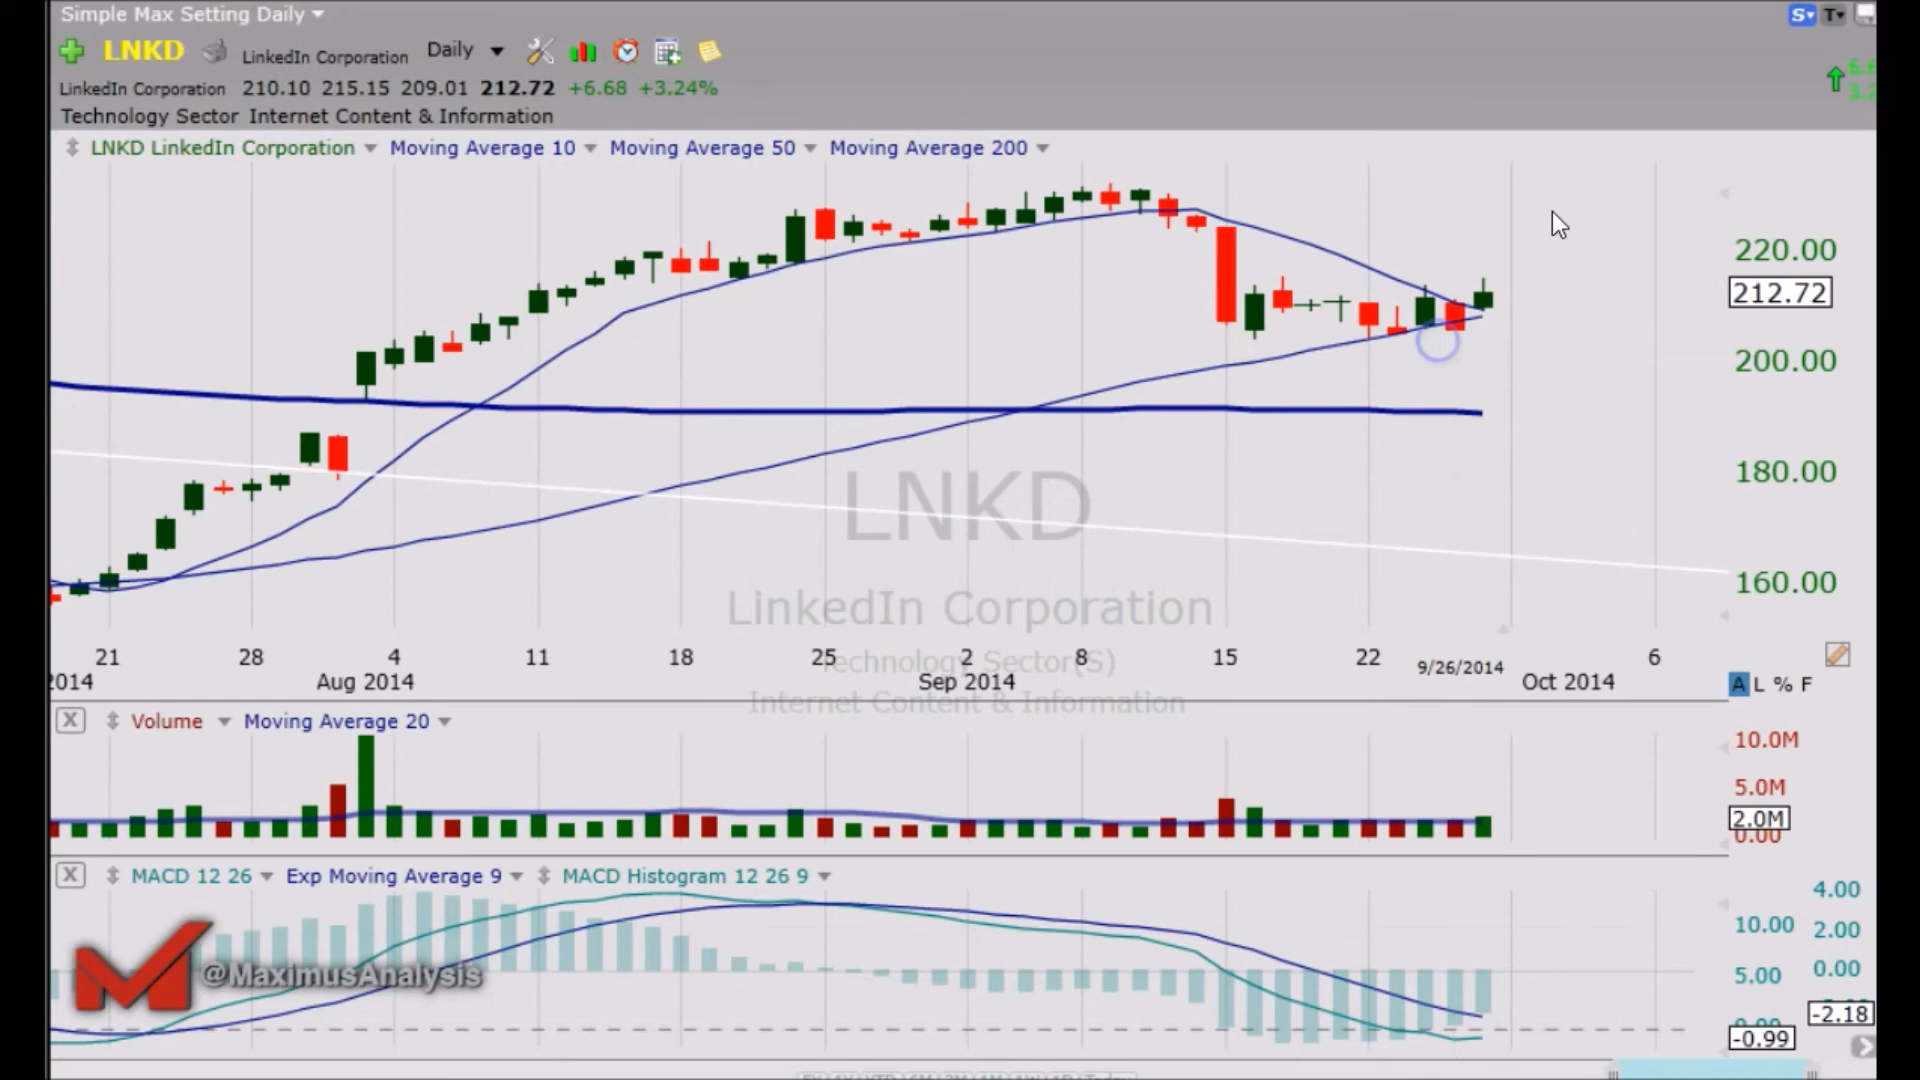 Simple Max Setting Daily
S T
LNKD LinkedIn Corporation Daily
LinkedIn Corporation 210.10 215.15 209.01 212.72 +6.68 +3.24%
Technology Sector Internet Content & Information
LNKD LinkedIn Corporation Moving Average 10 Moving Average 50 Moving Average 200
220.00
212.72
200.00
180.00
160.00
LNKD
LinkedIn Corporation
Technology Sector(S)
Internet Content & Information
21 28 4 11 18 25 2 8 15 22 9/26/2014 6
2014 Aug 2014 Sep 2014 Oct 2014
A L % F
X Volume Moving Average 20
10.0M
5.0M
2.0M
0.00
X MACD 12 26 Exp Moving Average 9 MACD Histogram 12 26 9
4.00
10.00 2.00
5.00 0.00
-2.18
-0.99
@MaximusAnalysis